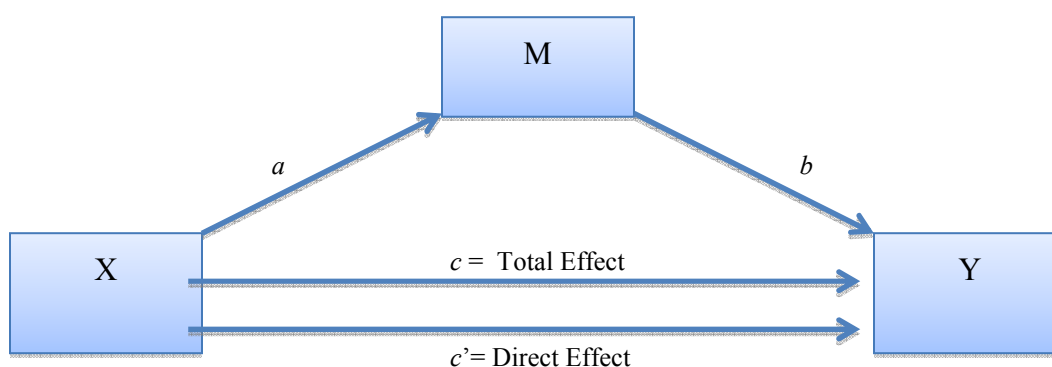 M
a
b
X
c = Total Effect
Y
c’= Direct Effect